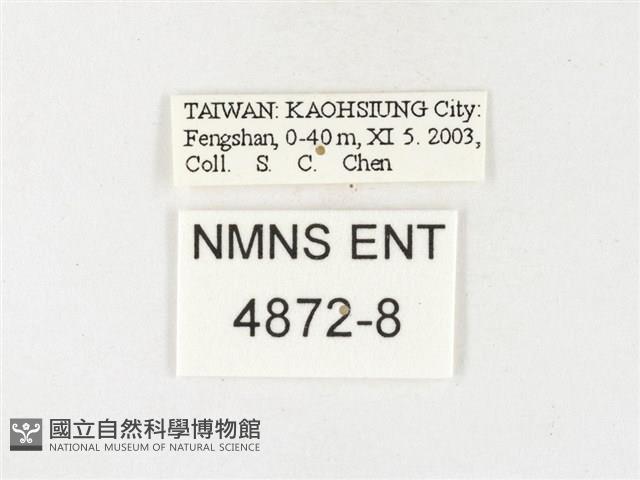 TAIWAN: KAOHSIUNG City:
Fengshan, 0-40 m, XI 5. 2003,
Coll. S. C. Chen
NMNS ENT
4872-8
國立自然科學博物館
NATIONAL MUSEUM OF NATURAL SCIENCE